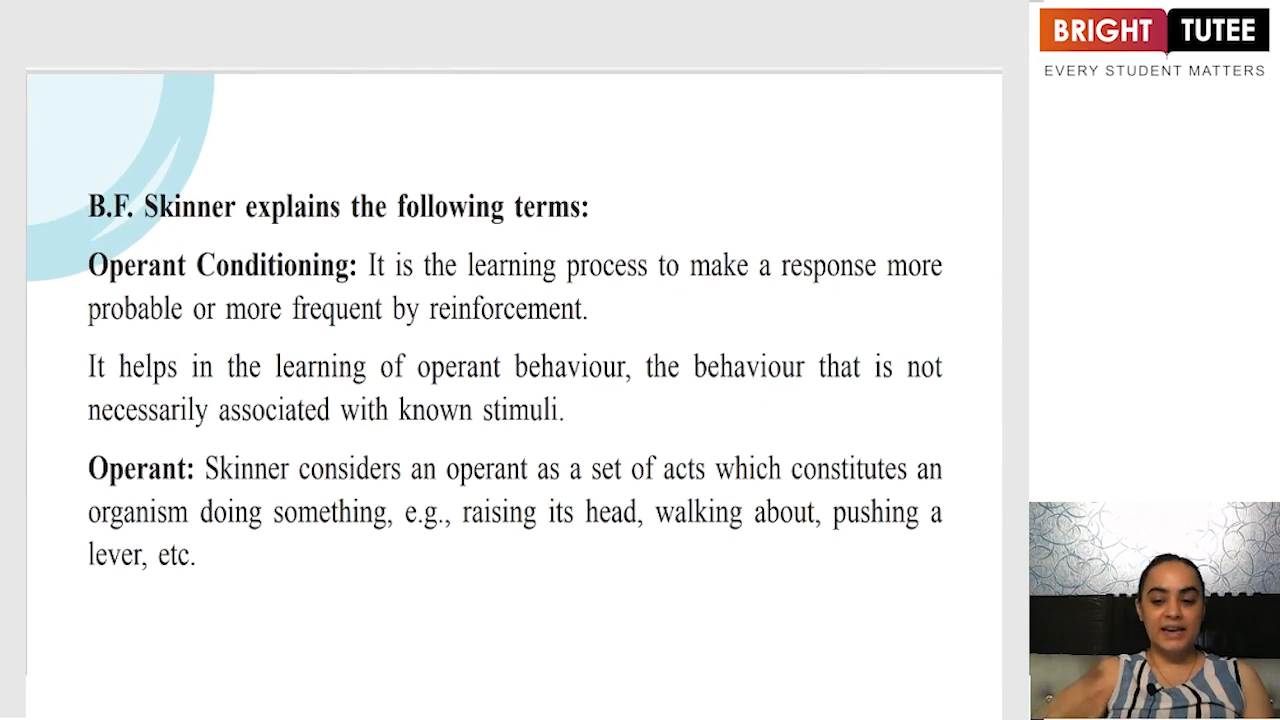 BRIGHT TUTEE
EVERY STUDENT MATTERS
B.F. Skinner explains the following terms:
Operant Conditioning: It is the learning process to make a response more
probable or more frequent by reinforcement.
It helps in the learning of operant behaviour, the behaviour that is not
necessarily associated with known stimuli.
Operant: Skinner considers an operant as a set of acts which constitutes an
organism doing something, e.g., raising its head, walking about, pushing a
lever, etc.